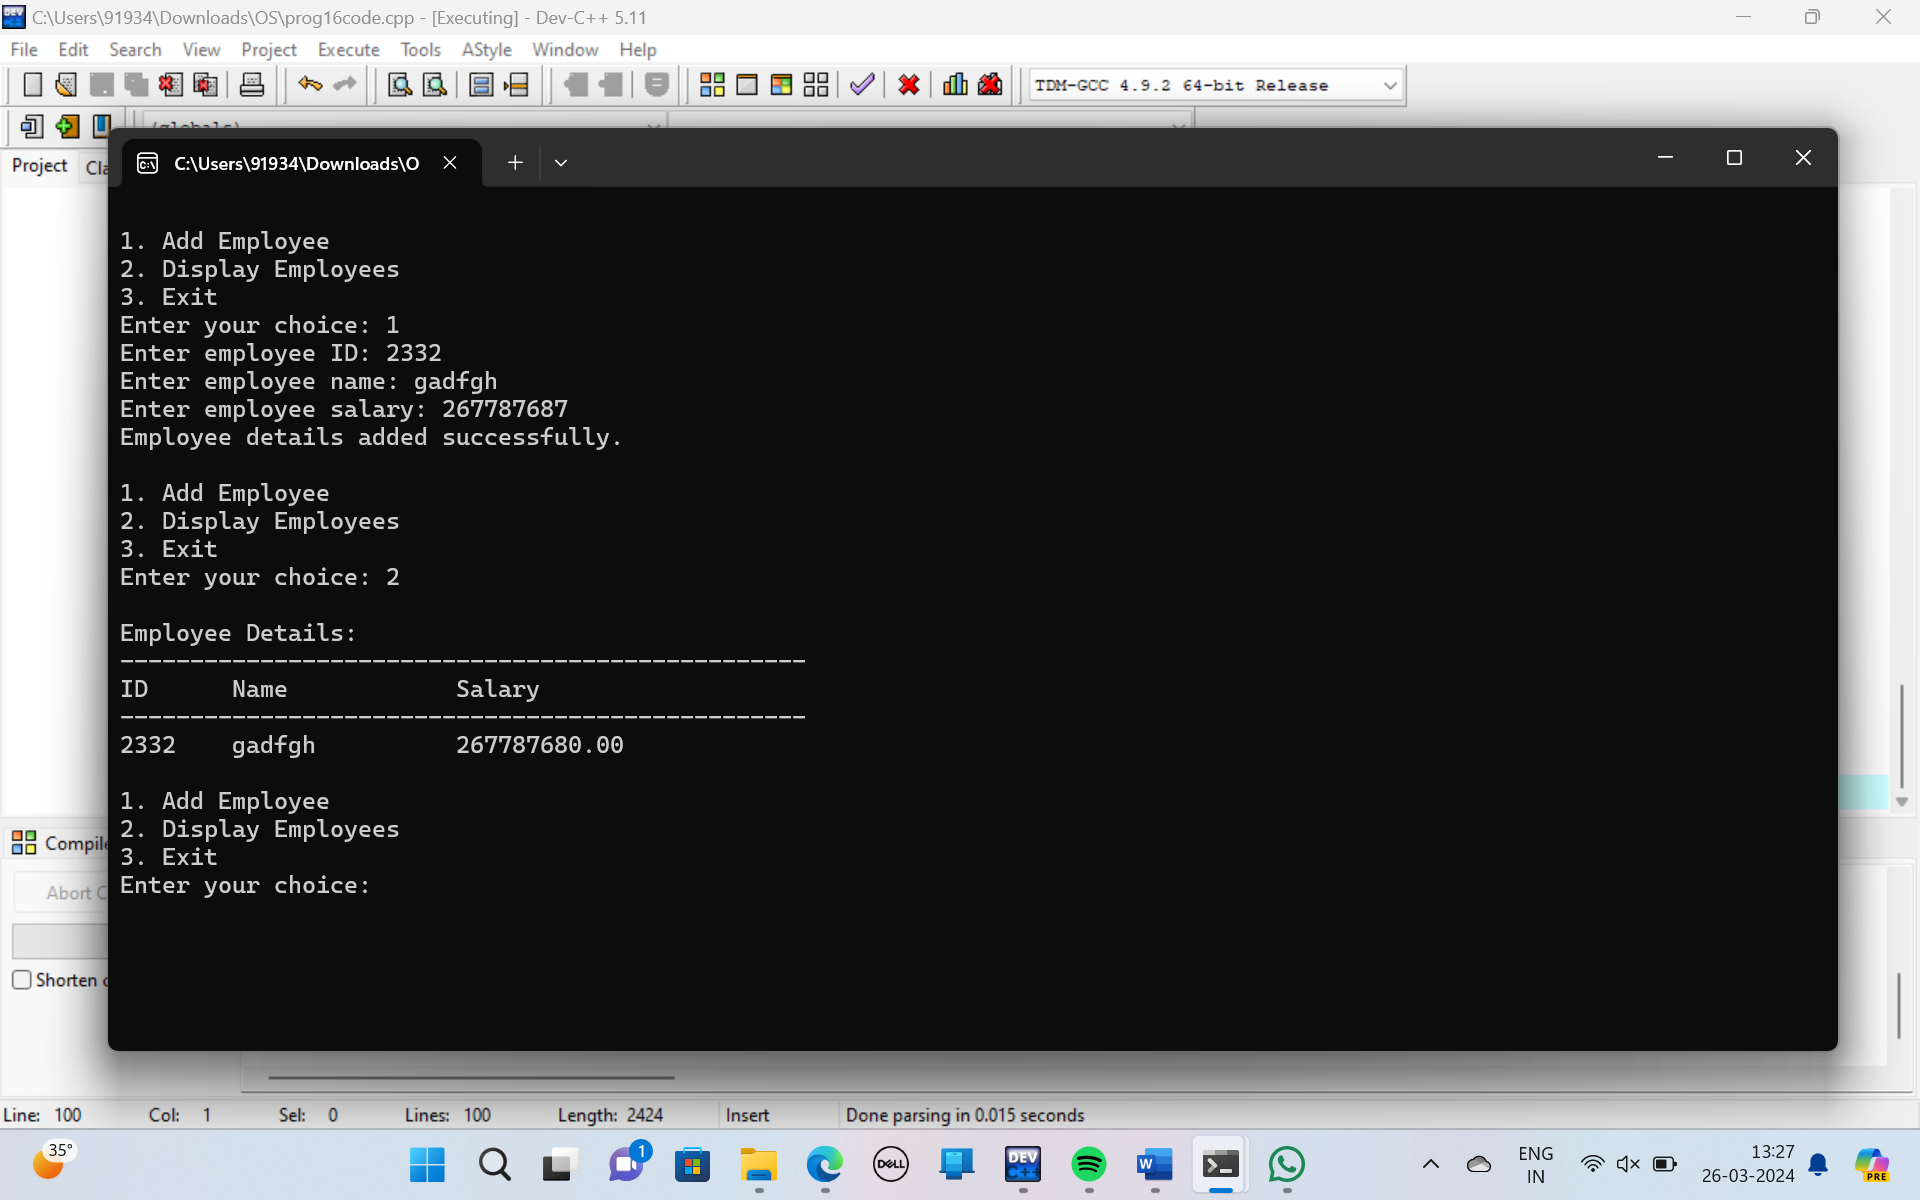 C:\Users\91934\Downloads\OS\prog16code.cpp - [Executing] - Dev-C++ 5.11
File Edit Search View Project Execute Tools AStyle Window Help
TDM-GCC 4.9.2 64-bit Release
(globals)
Project
C:\Users\91934\Downloads\O
1. Add Employee
2. Display Employees
3. Exit
Enter your choice: 1
Enter employee ID: 2332
Enter employee name: gadfgh
Enter employee salary: 267787687
Employee details added successfully.
1. Add Employee
2. Display Employees
3. Exit
Enter your choice: 2
Employee Details:
-------------------------------------------------
ID Name Salary
-------------------------------------------------
2332 gadfgh 267787680.00
1. Add Employee
2. Display Employees
3. Exit
Enter your choice:
Abort
Shorten
Line: 100 Col: 1 Sel: 0 Lines: 100 Length: 2424 Insert Done parsing in 0.015 seconds
35°
1
DELL
DEV C++
W
ENG
IN
13:27
26-03-2024
PRE